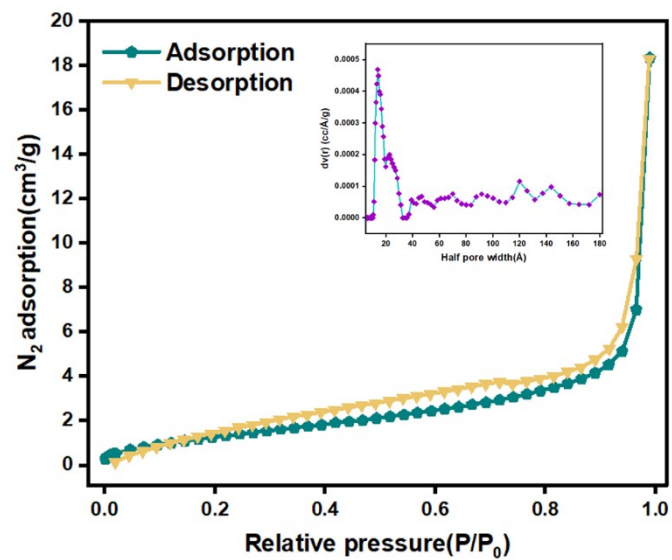 20
18
16
14
12
10
8
6
4
2
0
N₂ adsorption(cm³/g)
Adsorption
Desorption
0.0005
0.0004
0.0003
0.0002
0.0001
0.0000
dv(r) (cc/Å/g)
20 40 60 80 100 120 140 160 180
Half pore width(Å)
0.0 0.2 0.4 0.6 0.8 1.0
Relative pressure(P/P₀)